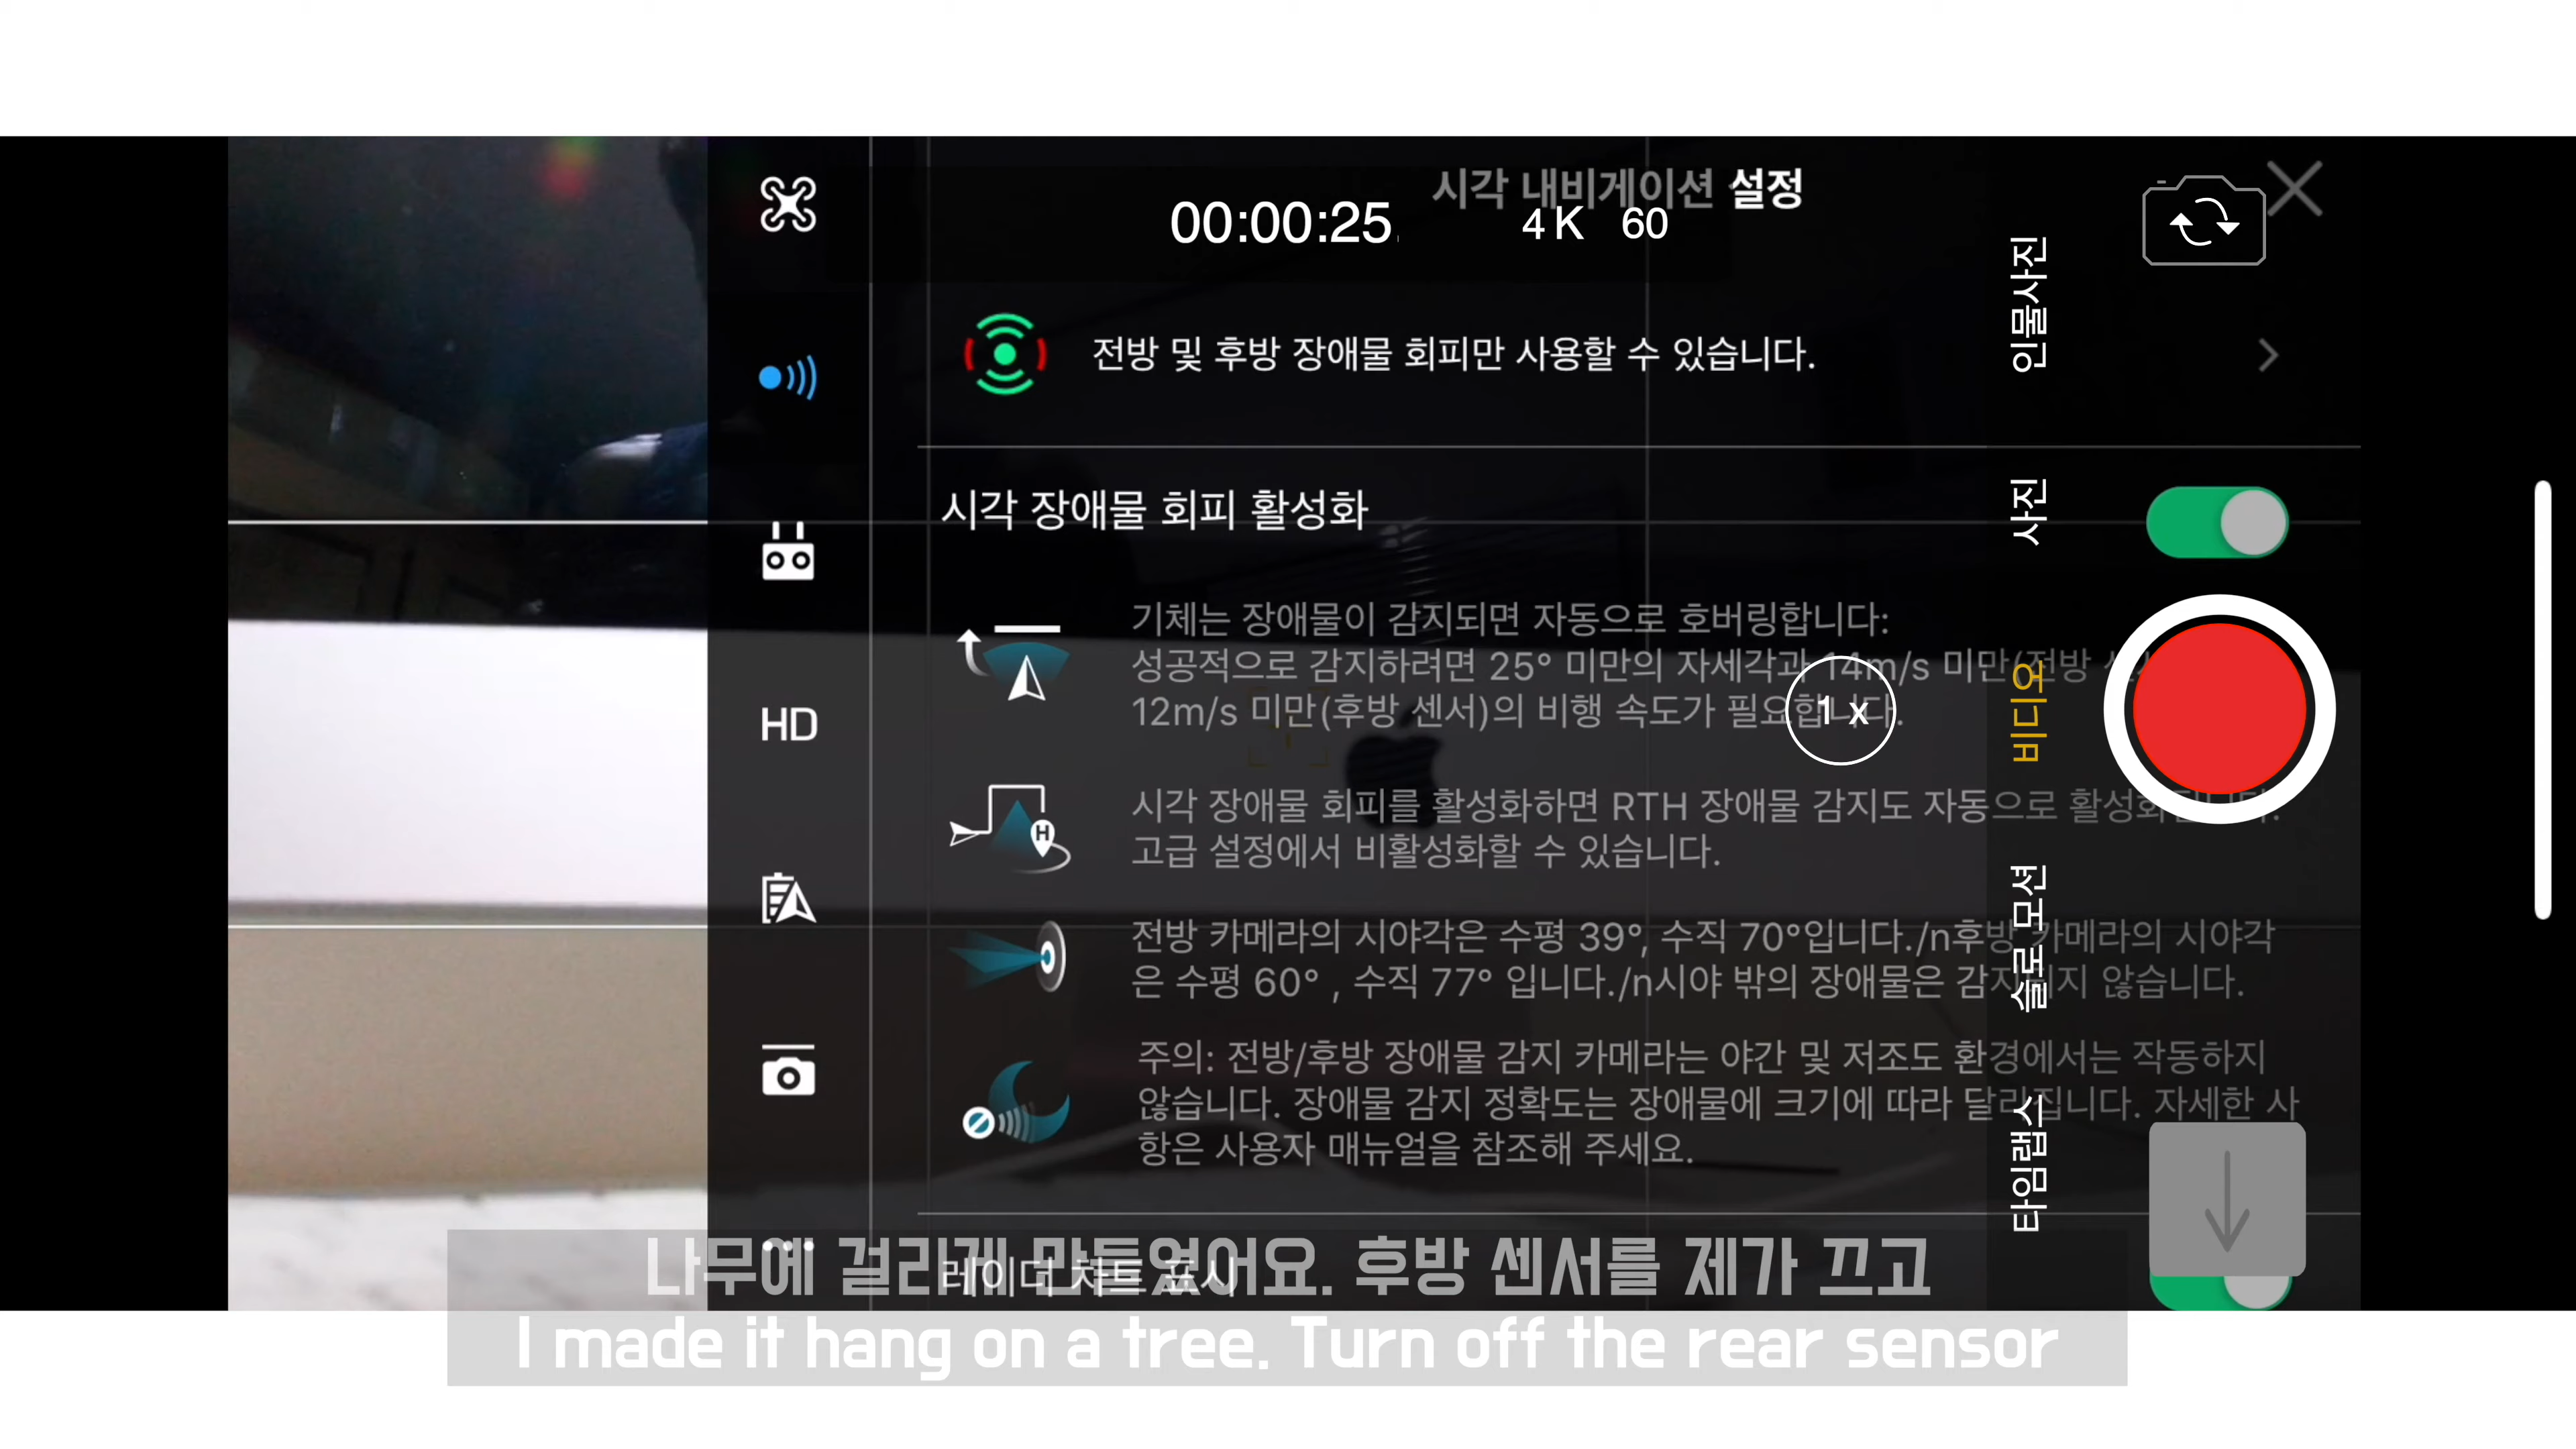 시각 내비게이션 설정
00:00:25
4K 60
전방 및 후방 장애물 회피만 사용할 수 있습니다.
시각 장애물 회피 활성화
기체는 장애물이 감지되면 자동으로 호버링합니다:
성공적으로 감지하려면 25° 미만의 자세각과 14m/s 미만(전방
12m/s 미만(후방 센서)의 비행 속도가 필요합니다.
1 x
HD
시각 장애물 회피를 활성화하면 RTH 장애물 감지도 자동으로
고급 설정에서 비활성화할 수 있습니다.
H
전방 카메라의 시야각은 수평 39°, 수직 70°입니다./n후방 카메라의 시야각
은 수평 60° , 수직 77° 입니다./n시야 밖의 장애물은 감지되지 않습니다.
주의: 전방/후방 장애물 감지 카메라는 야간 및 저조도 환경에서는 작동하지
않습니다. 장애물 감지 정확도는 장애물에 크기에 따라 달라집니다. 자세한 사
항은 사용자 매뉴얼을 참조해 주세요.
레이더 차트 표시
인물사진
사진
비디오
슬로 모션
타임랩스
나무에 걸리게 만들었어요. 후방 센서를 제가 끄고
I made it hang on a tree. Turn off the rear sensor